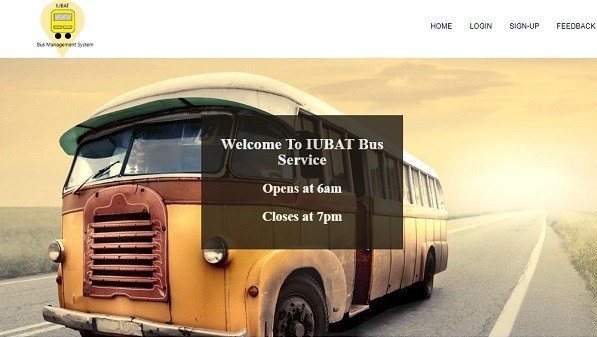 IUBAT
Bus Management System
HOME LOGIN SIGN-UP FEEDBACK
Welcome To IUBAT Bus
Service
Opens at 6am
Closes at 7pm